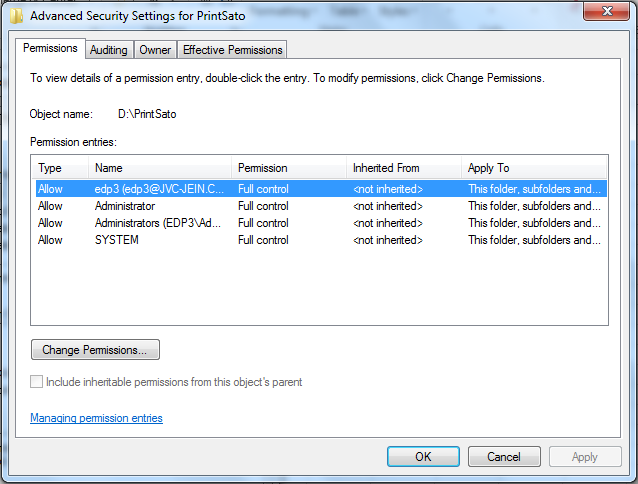 Advanced Security Settings for PrintSato
Permissions Auditing Owner Effective Permissions
To view details of a permission entry, double-click the entry. To modify permissions, click Change Permissions.
Object name: D:\PrintSato
Permission entries:
Type Name Permission Inherited From Apply To
Allow edp3 (edp3@JVC-JEIN.C... Full control <not inherited> This folder, subfolders and...
Allow Administrator Full control <not inherited> This folder, subfolders and...
Allow Administrators (EDP3\Ad... Full control <not inherited> This folder, subfolders and...
Allow SYSTEM Full control <not inherited> This folder, subfolders and...
Change Permissions...
Include inheritable permissions from this object's parent
Managing permission entries
OK Cancel Apply